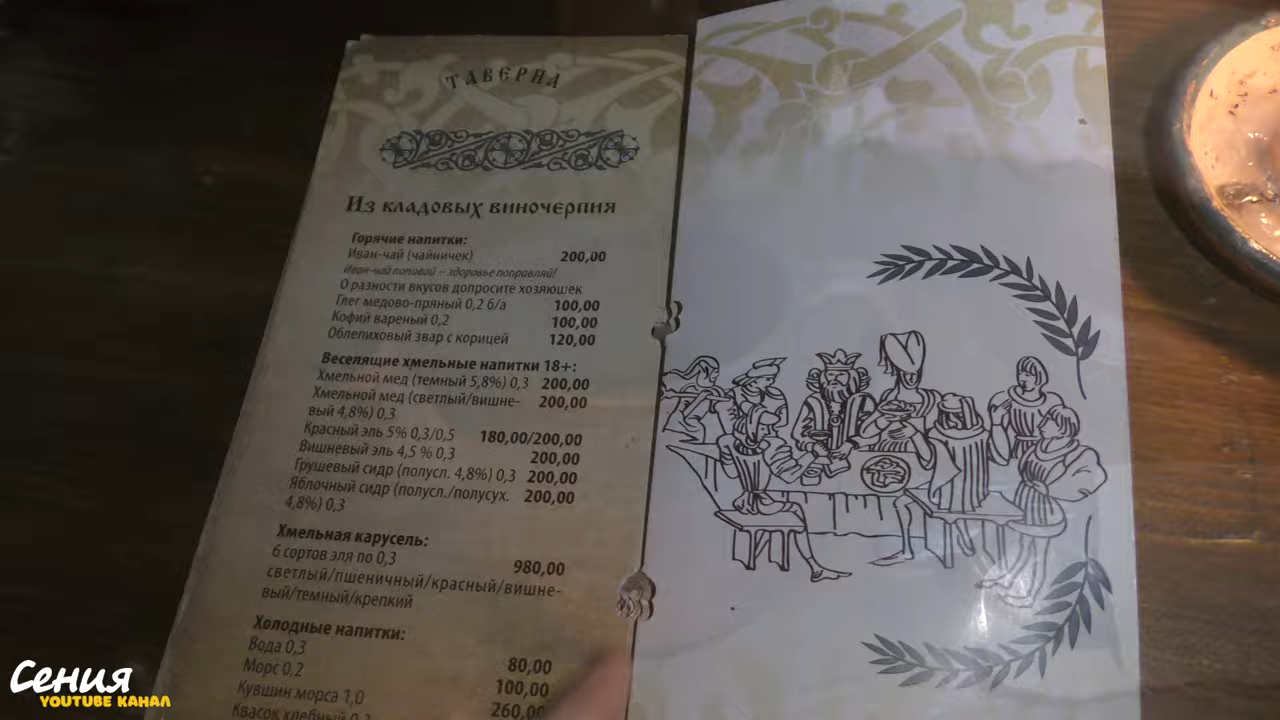 ТАВЕРНА
Из кладовых виночерпия
Горячие напитки:
Иван-чай (чайничек) 200,00
Иван-чай попивай – здоровье поправляй!
О разности вкусов допросите хозяюшек
Глег медово-пряный 0,2 б/а 100,00
Кофий вареный 0,2 100,00
Облепиховый звар с корицей 120,00
Веселящие хмельные напитки 18+:
Хмельной мед (темный 5,8%) 0,3 200,00
Хмельной мед (светлый/вишне- 200,00
вый 4,8%) 0,3
Красный эль 5% 0,3/0,5 180,00/200,00
Вишневый эль 4,5 % 0,3 200,00
Грушевый сидр (полусл. 4,8%) 0,3 200,00
Яблочный сидр (полусл./полусух. 200,00
4,8%) 0,3
Хмельная карусель:
6 сортов эля по 0,3 980,00
светлый/пшеничный/красный/вишне-
вый/темный/крепкий
Холодные напитки:
Вода 0,3 80,00
Морс 0,2 100,00
Кувшин морса 1,0 260,00
Квасок хлебный
Сения
YOUTUBE КАНАЛ